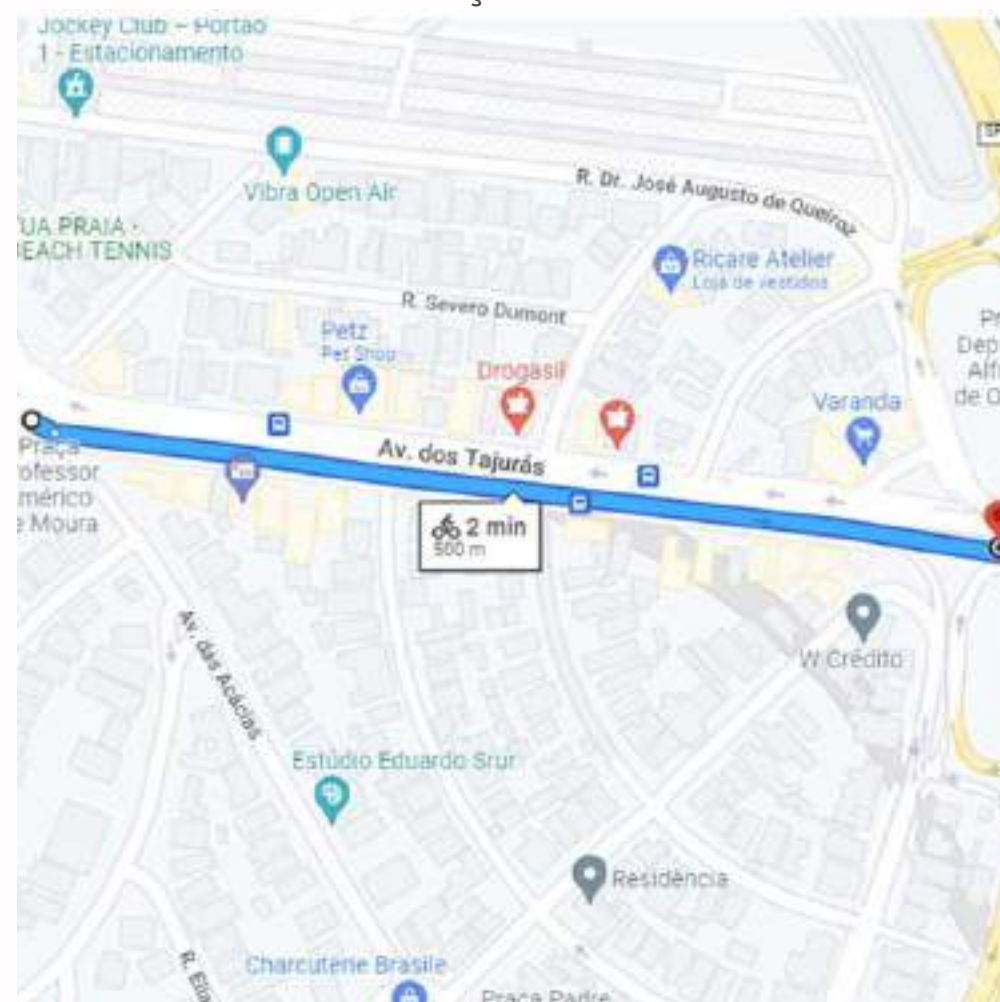 Jockey Club – Portão
1 - Estacionamento
Vibra Open Air
R. Dr. José Augusto de Queiroz
UA PRAIA ·
EACH TENNIS
Ricare Atelier
Loja de vestidos
R. Severo Dumont
Petz
Pet Shop
Drogasil
Varanda
Av. dos Tajurás
Praça
ofessor
mérico
e Moura
2 min
500 m
W Crédito
Av. das Acácias
Estúdio Eduardo Srur
Residência
Charcuterie Brasile
Praça Padre